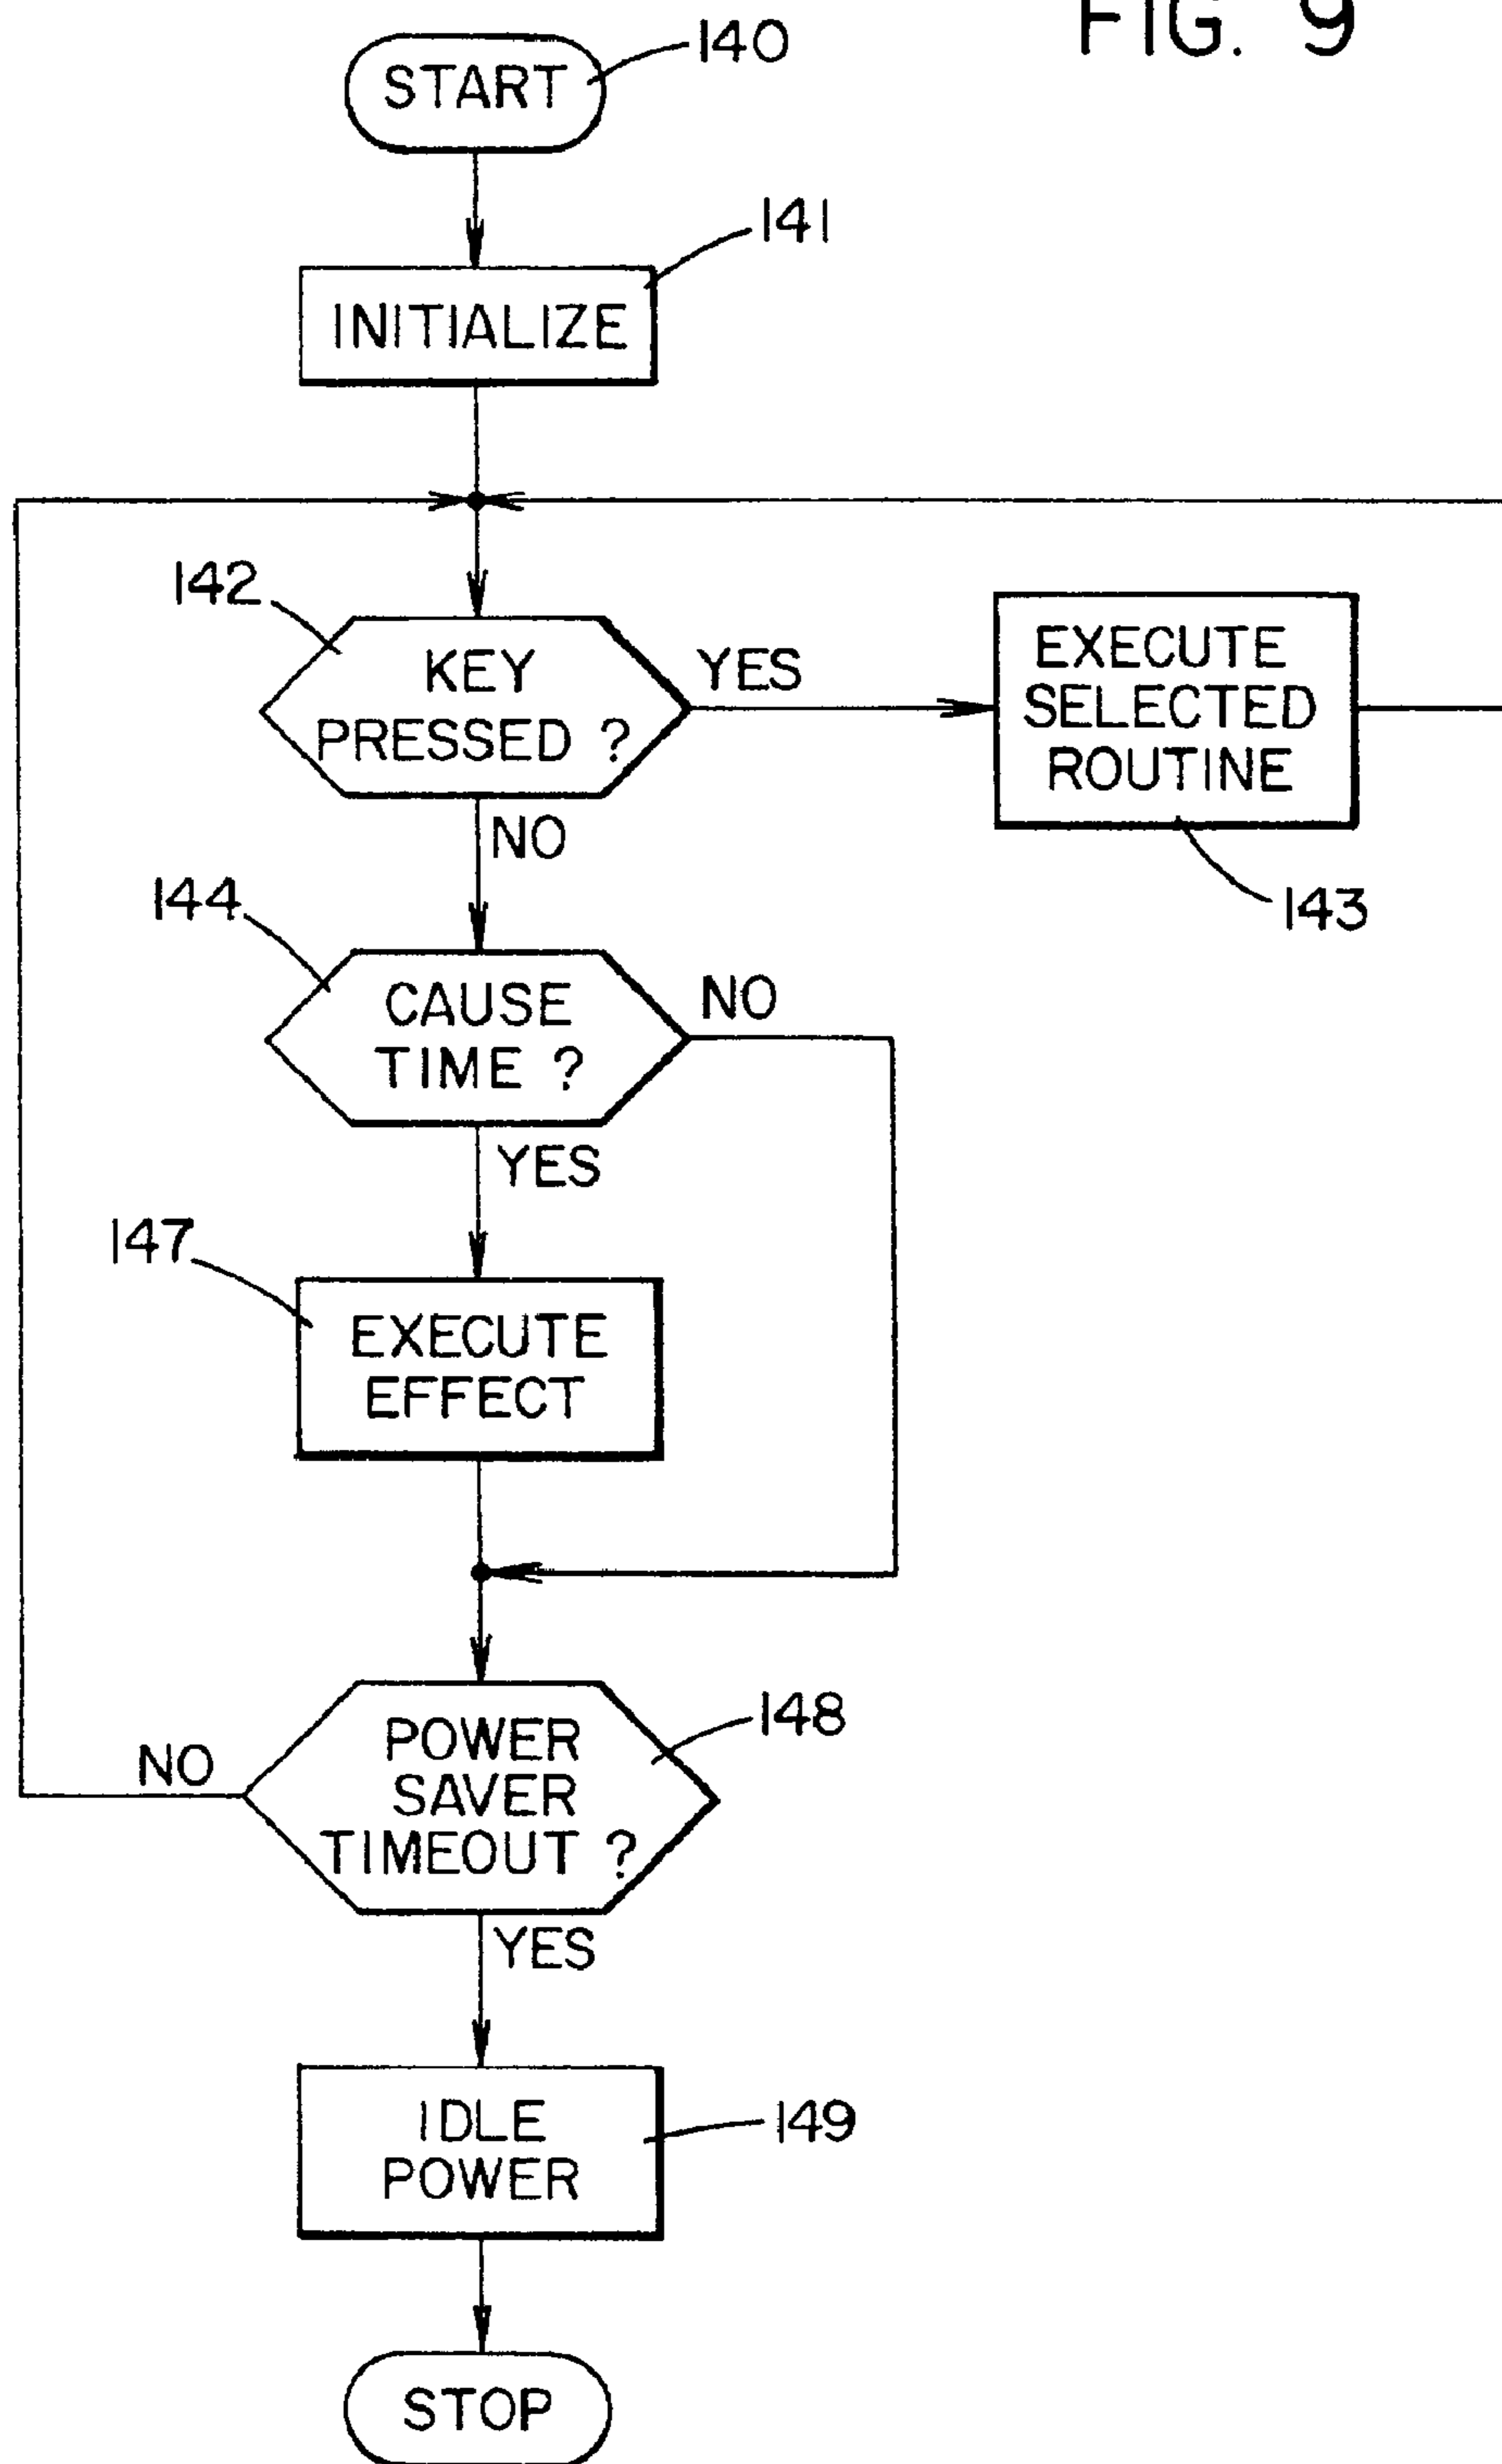 FIG. 9
START
140
INITIALIZE
141
142
KEY
PRESSED ?
YES
EXECUTE
SELECTED
ROUTINE
143
NO
144
CAUSE
TIME ?
NO
YES
147
EXECUTE
EFFECT
POWER
SAVER
TIMEOUT ?
148
NO
YES
IDLE
POWER
149
STOP